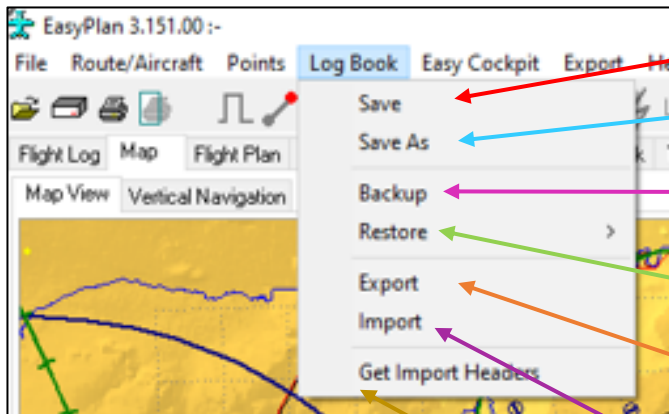 EasyPlan 3.151.00 :-
File Route/Aircraft Points Log Book Easy Cockpit Export
Save
Save As
Flight Log Map Flight Plan
Backup
Map View Vertical Navigation
Restore
Export
Import
Get Import Headers